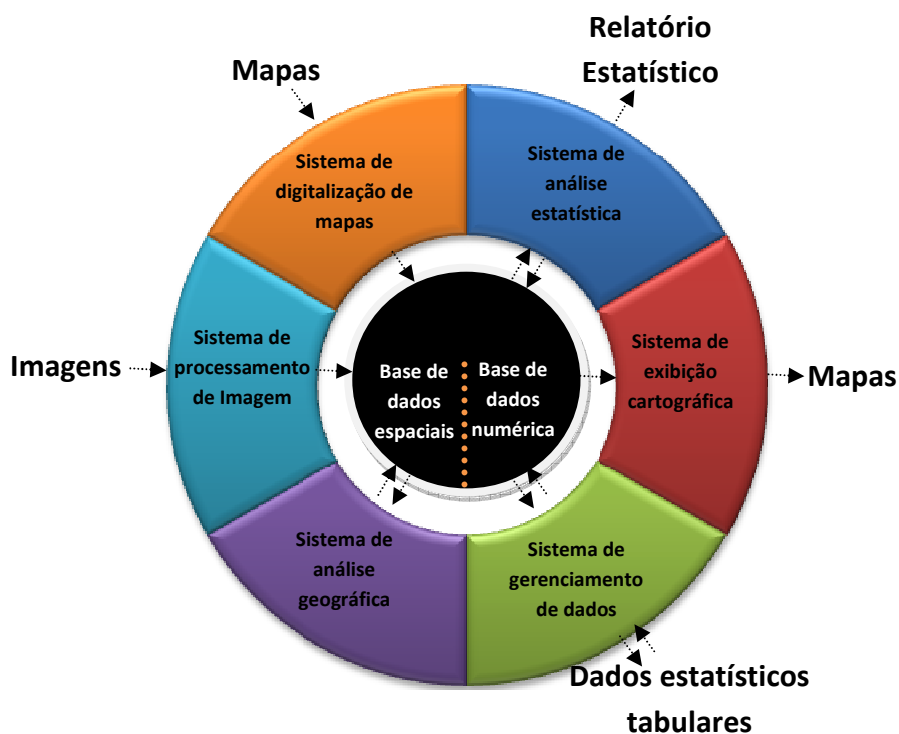 Relatório
Estatístico
Mapas
Sistema de
digitalização de
mapas
Sistema de
análise
estatística
Imagens
Sistema de
processamento
de Imagem
Base de
dados
espaciais
Base de
dados
numérica
Sistema de
exibição
cartográfica
Mapas
Sistema de
análise
geográfica
Sistema de
gerenciamento
de dados
Dados estatísticos
tabulares